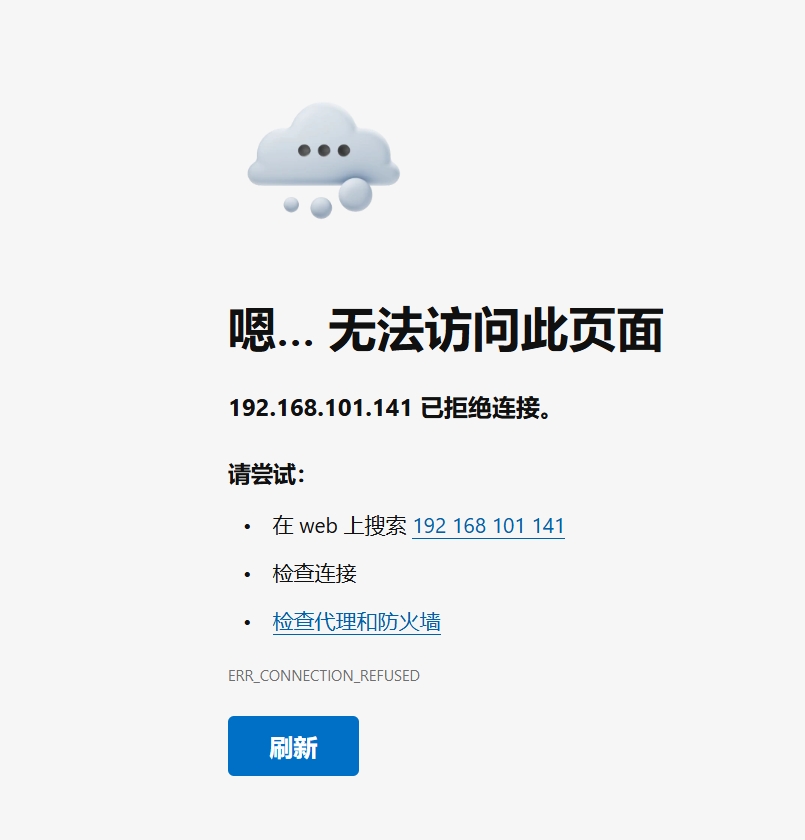 嗯… 无法访问此页面
192.168.101.141 已拒绝连接。
请尝试：
• 在 web 上搜索 192 168 101 141
• 检查连接
• 检查代理和防火墙
ERR_CONNECTION_REFUSED
刷新